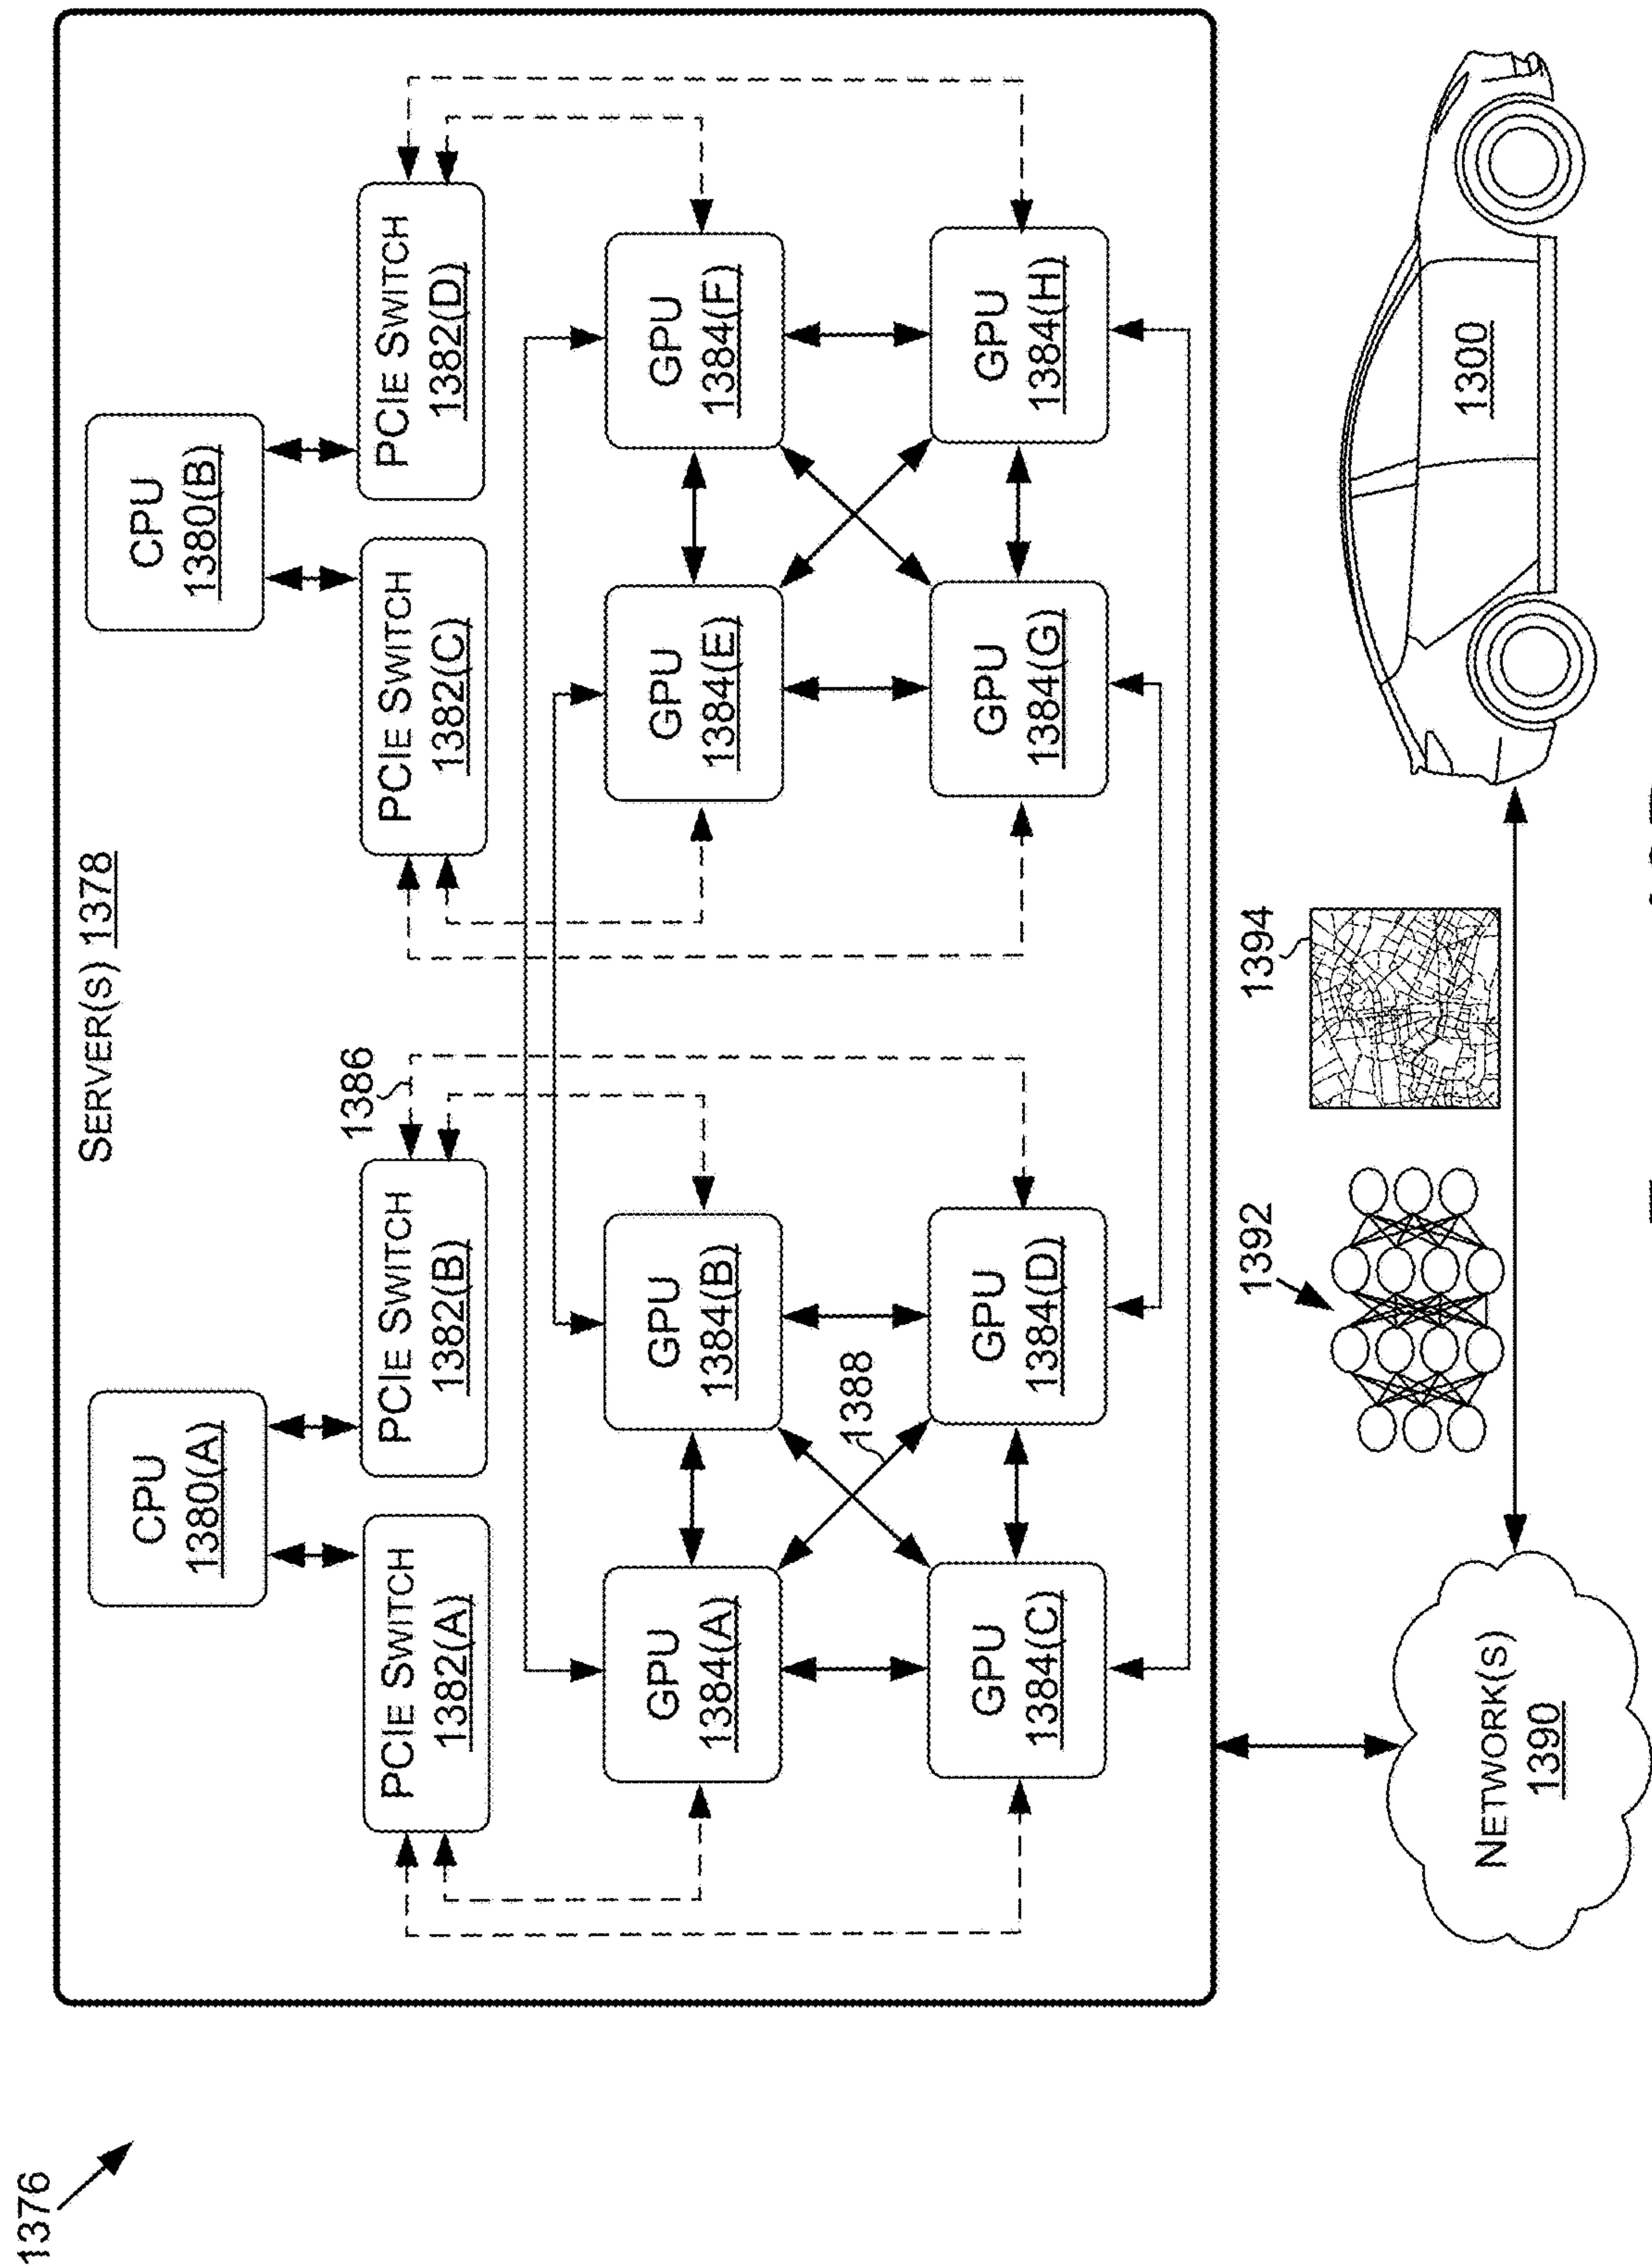 1376
SERVER(S) 1378
CPU
1380(A)
CPU
1380(B)
PCIE SWITCH
1382(A)
PCIE SWITCH
1382(B)
1386
PCIE SWITCH
1382(C)
PCIE SWITCH
1382(D)
GPU
1384(A)
GPU
1384(B)
GPU
1384(E)
GPU
1384(F)
1388
GPU
1384(C)
GPU
1384(D)
GPU
1384(G)
GPU
1384(H)
NETWORK(S)
1390
1392
1394
1300